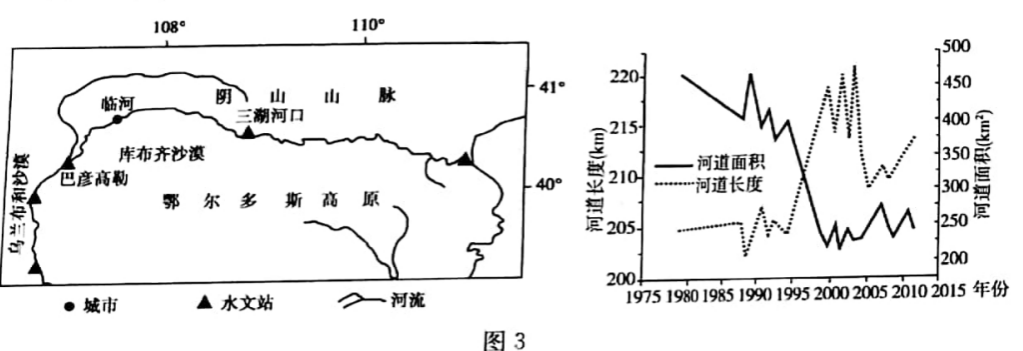 108°
110°
41°
40°
阴 山 山 脉
临河
三湖河口
库布齐沙漠
巴彦高勒
鄂 尔 多 斯 高 原
乌兰布和沙漠
城市
水文站
河流
河道长度(km)
220
215
210
205
200
河道面积
河道长度
500
450
400
350
300
250
200
河道面积(km²)
1975 1980 1985 1990 1995 2000 2005 2010 2015 年份
图 3